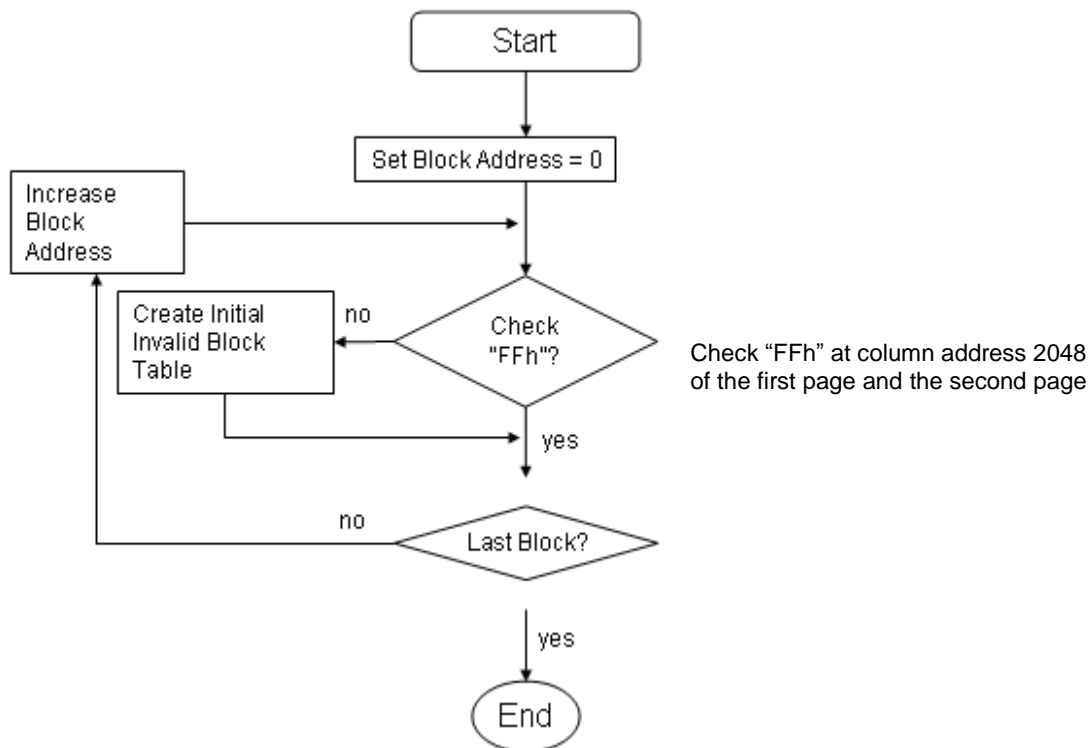 Start
Set Block Address = 0
Increase
Block
Address
Create Initial
Invalid Block
Table
no
Check
"FFh"?
Check “FFh” at column address 2048
of the first page and the second page
yes
no
Last Block?
yes
End